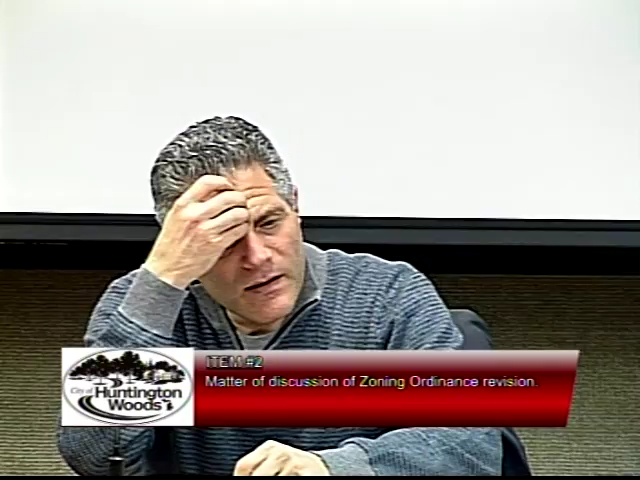 ITEM #2
Matter of discussion of Zoning Ordinance revision.
City of
Huntington
Woods